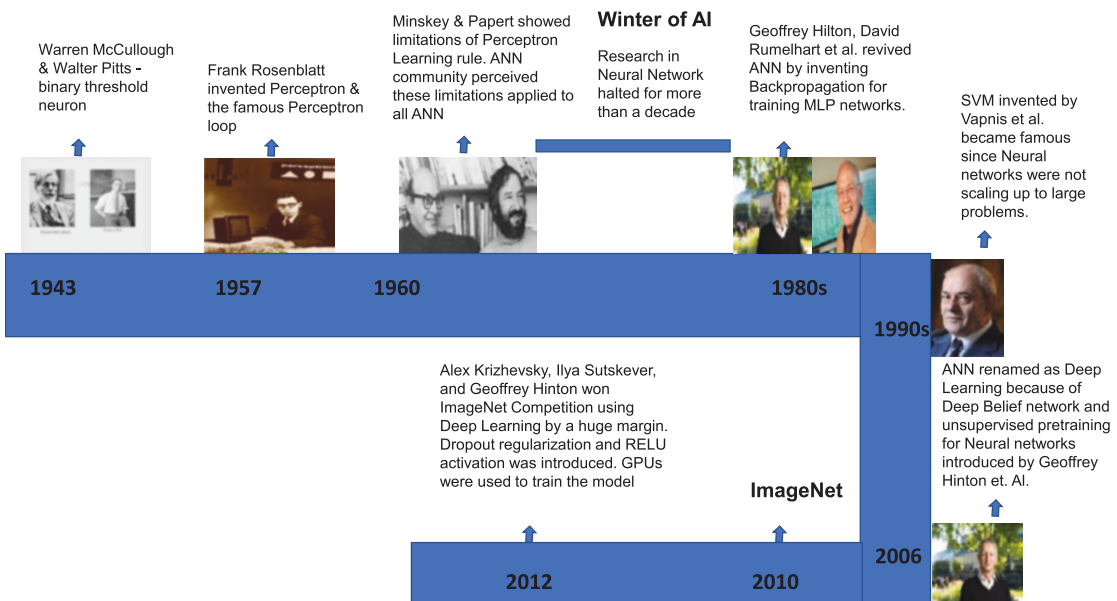 Warren McCullough
& Walter Pitts -
binary threshold
neuron
Frank Rosenblatt
invented Perceptron &
the famous Perceptron
loop
Minskey & Papert showed
limitations of Perceptron
Learning rule. ANN
community perceived
these limitations applied to
all ANN
Winter of AI
Research in
Neural Network
halted for more
than a decade
Geoffrey Hilton, David
Rumelhart et al. revived
ANN by inventing
Backpropagation for
training MLP networks.
SVM invented by
Vapnis et al.
became famous
since Neural
networks were not
scaling up to large
problems.
1943
1957
1960
1980s
1990s
ANN renamed as Deep
Learning because of
Deep Belief network and
unsupervised pretraining
for Neural networks
introduced by Geoffrey
Hinton et. Al.
2006
ImageNet
2010
Alex Krizhevsky, Ilya Sutskever,
and Geoffrey Hinton won
ImageNet Competition using
Deep Learning by a huge margin.
Dropout regularization and RELU
activation was introduced. GPUs
were used to train the model
2012